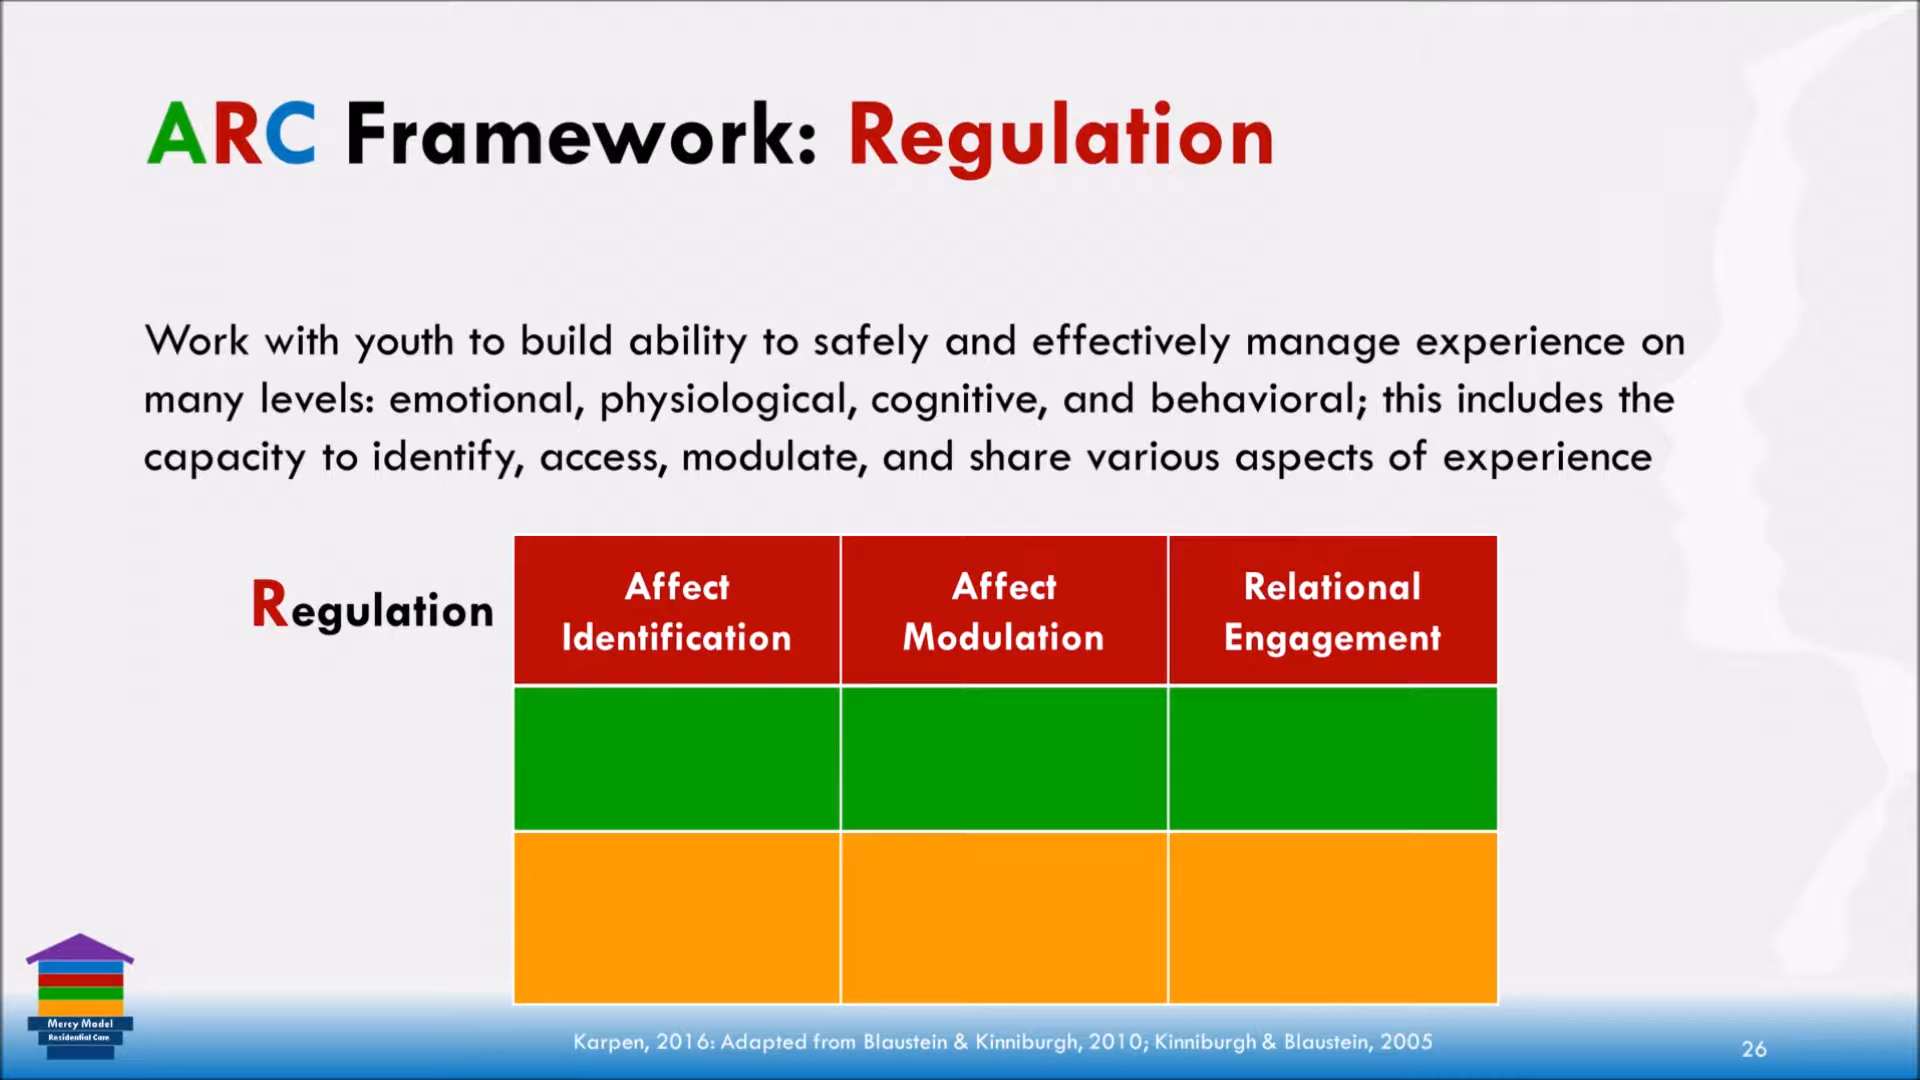 ARC Framework: Regulation
Work with youth to build ability to safely and effectively manage experience on
many levels: emotional, physiological, cognitive, and behavioral; this includes the
capacity to identify, access, modulate, and share various aspects of experience
Regulation
Affect
Identification
Affect
Modulation
Relational
Engagement
Mercy Model
Residential Care
Karpen, 2016: Adapted from Blaustein & Kinniburgh, 2010; Kinniburgh & Blaustein, 2005
26